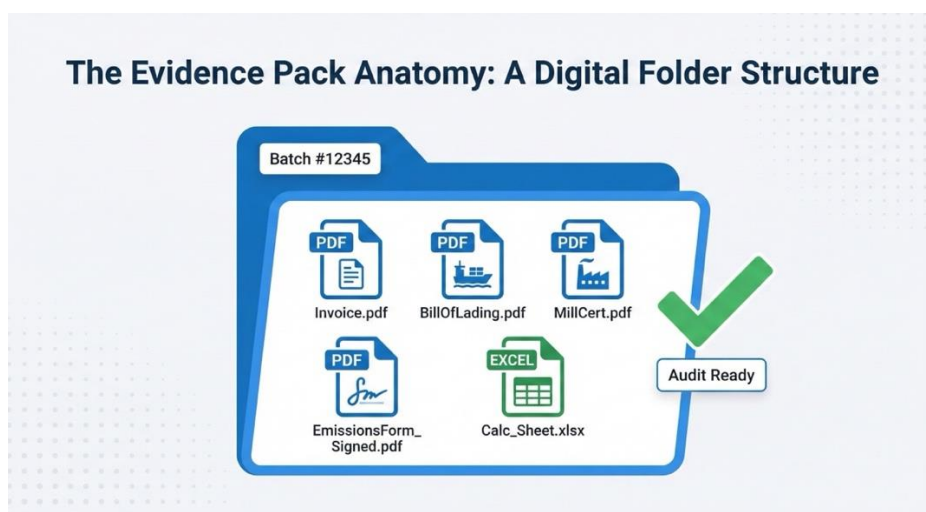 The Evidence Pack Anatomy: A Digital Folder Structure
Batch #12345
PDF
PDF
PDF
Invoice.pdf
BillOfLading.pdf
MillCert.pdf
PDF
EXCEL
EmissionsForm_
Signed.pdf
Calc_Sheet.xlsx
Audit Ready